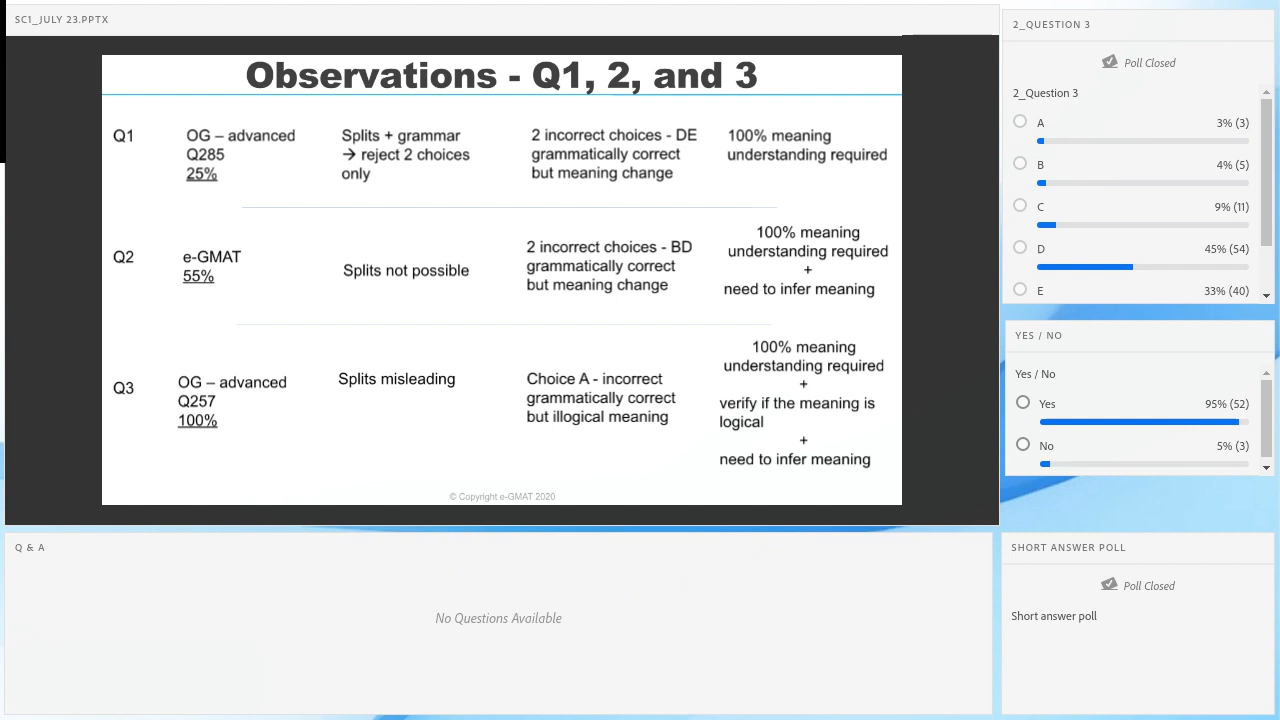 SC1_JULY 23.PPTX
Observations - Q1, 2, and 3
Q1
OG – advanced
Q285
25%
Splits + grammar
→ reject 2 choices
only
2 incorrect choices - DE
grammatically correct
but meaning change
100% meaning
understanding required
Q2
e-GMAT
55%
Splits not possible
2 incorrect choices - BD
grammatically correct
but meaning change
100% meaning
understanding required
+
need to infer meaning
Q3
OG – advanced
Q257
100%
Splits misleading
Choice A - incorrect
grammatically correct
but illogical meaning
100% meaning
understanding required
+
verify if the meaning is
logical
+
need to infer meaning
© Copyright e-GMAT 2020
2_QUESTION 3
Poll Closed
2_Question 3
A 3% (3)
B 4% (5)
C 9% (11)
D 45% (54)
E 33% (40)
YES / NO
Yes / No
Yes 95% (52)
No 5% (3)
Q & A
No Questions Available
SHORT ANSWER POLL
Poll Closed
Short answer poll